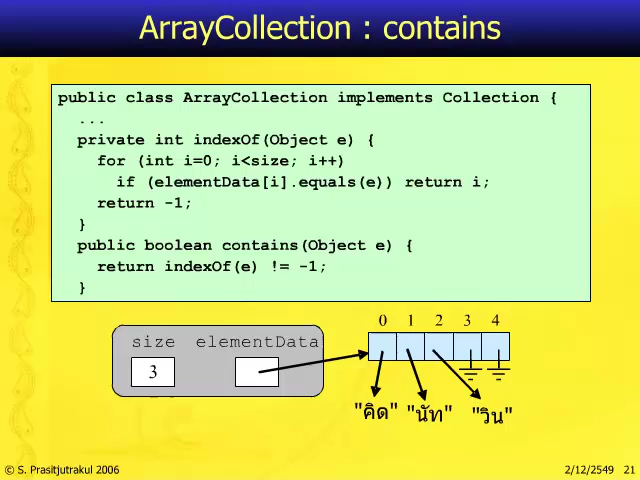 ArrayCollection : contains
public class ArrayCollection implements Collection {
...
private int indexOf(Object e) {
for (int i=0; i<size; i++)
if (elementData[i].equals(e)) return i;
return -1;
}
public boolean contains(Object e) {
return indexOf(e) != -1;
}
0 1 2 3 4
size elementData
3
"คิด" "นัท" "วิน"
© S. Prasitjutrakul 2006 2/12/2549 21